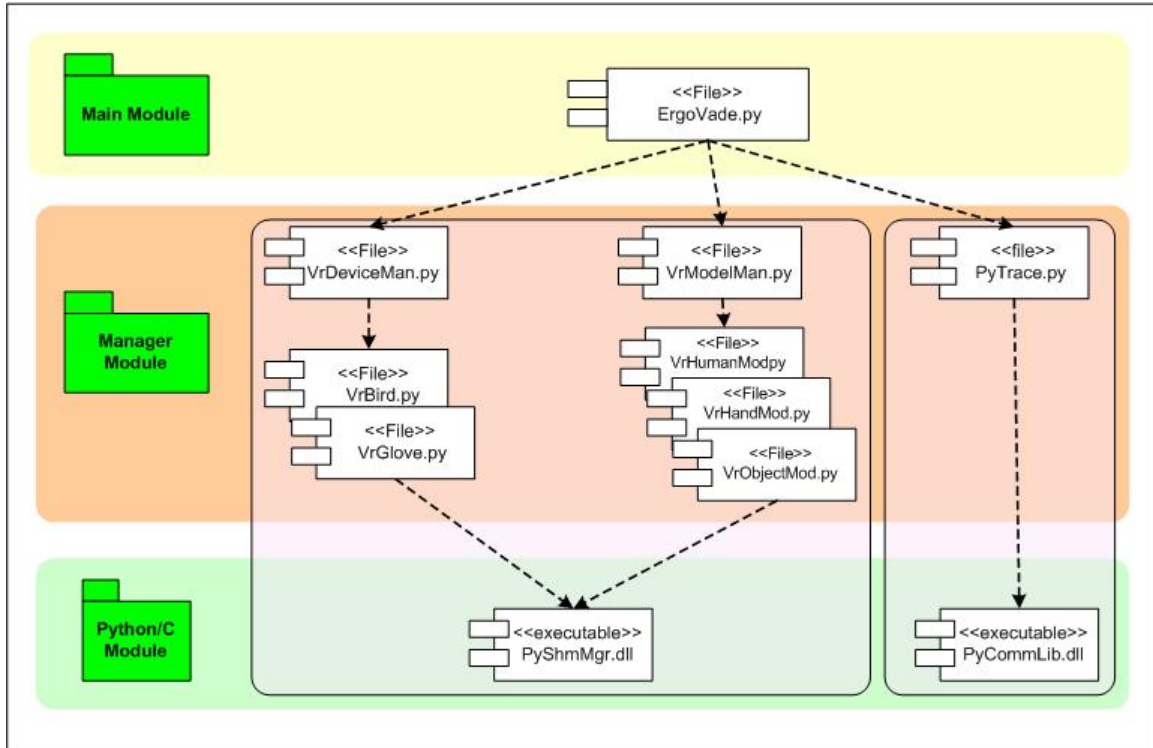 Main Module
<<File>>
ErgoVade.py
Manager
Module
<<File>>
VrDeviceMan.py
<<File>>
VrModelMan.py
<<file>>
PyTrace.py
<<File>>
VrBird.py
<<File>>
VrGlove.py
<<File>>
VrHumanModpy
<<File>>
VrHandMod.py
<<File>>
VrObjectMod.py
Python/C
Module
<<executable>>
PyShmMgr.dll
<<executable>>
PyCommLib.dll